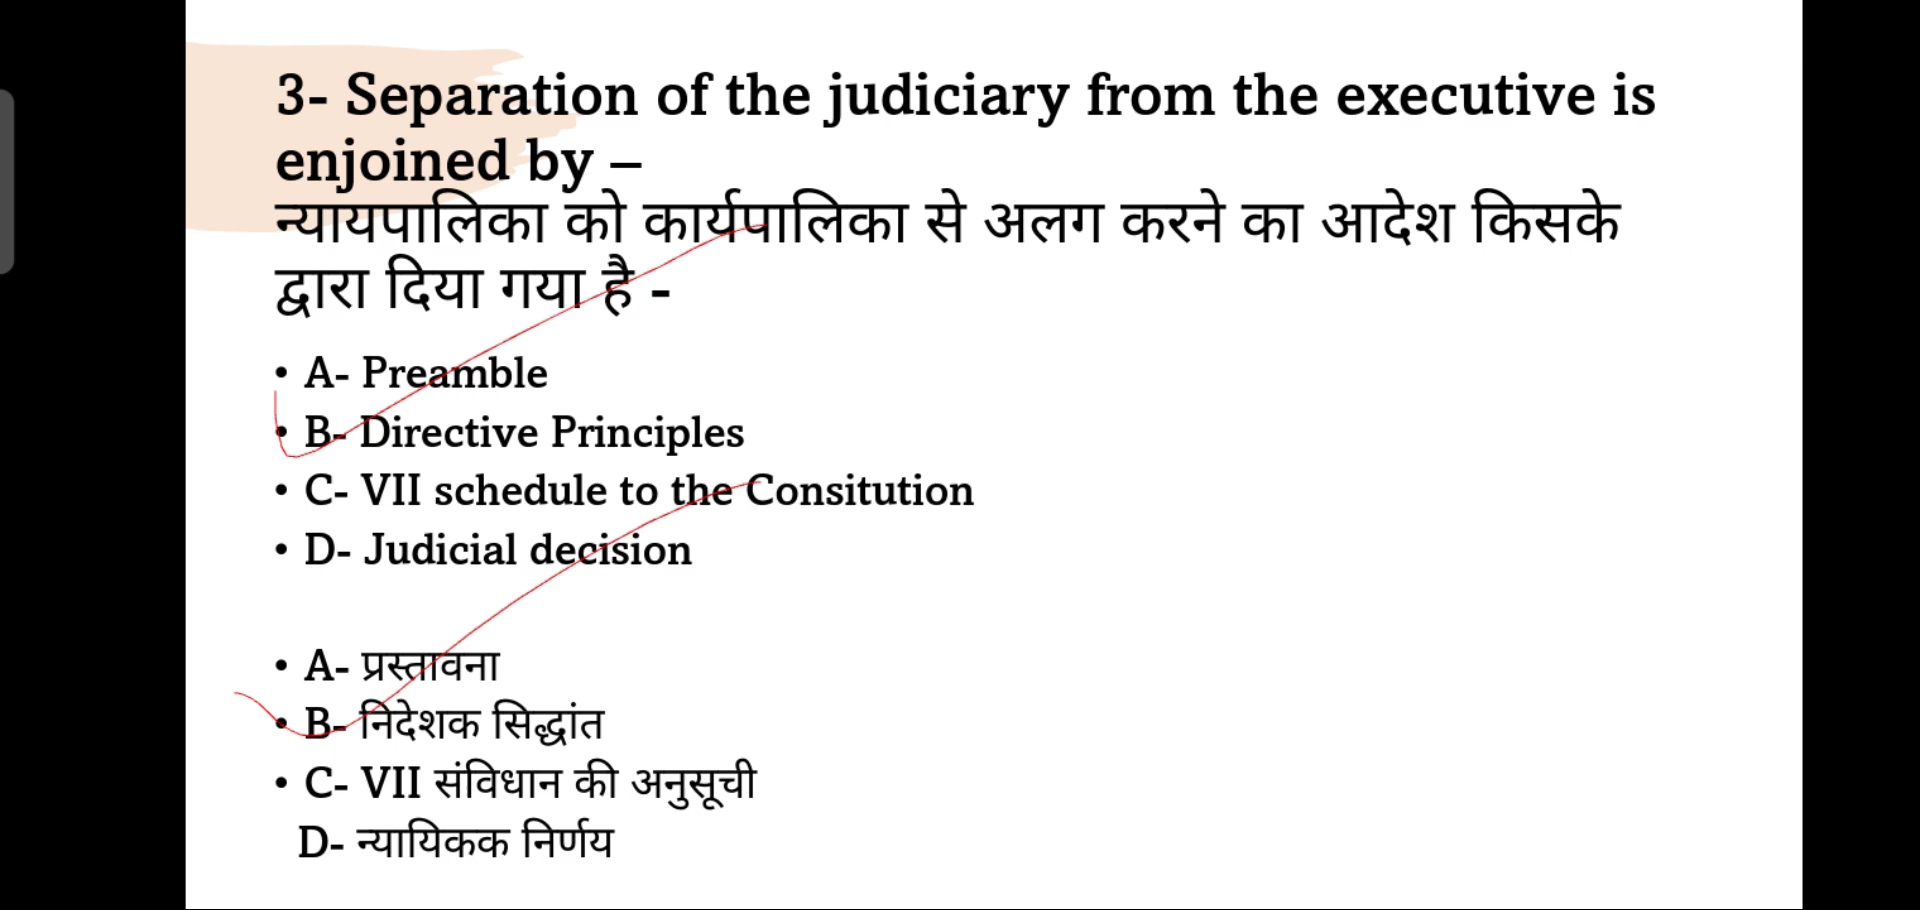 3- Separation of the judiciary from the executive is
enjoined by –
न्यायपालिका को कार्यपालिका से अलग करने का आदेश किसके
द्वारा दिया गया है -
• A- Preamble
• B- Directive Principles
• C- VII schedule to the Consitution
• D- Judicial decision
• A- प्रस्तावना
• B- निदेशक सिद्धांत
• C- VII संविधान की अनुसूची
D- न्यायिकक निर्णय